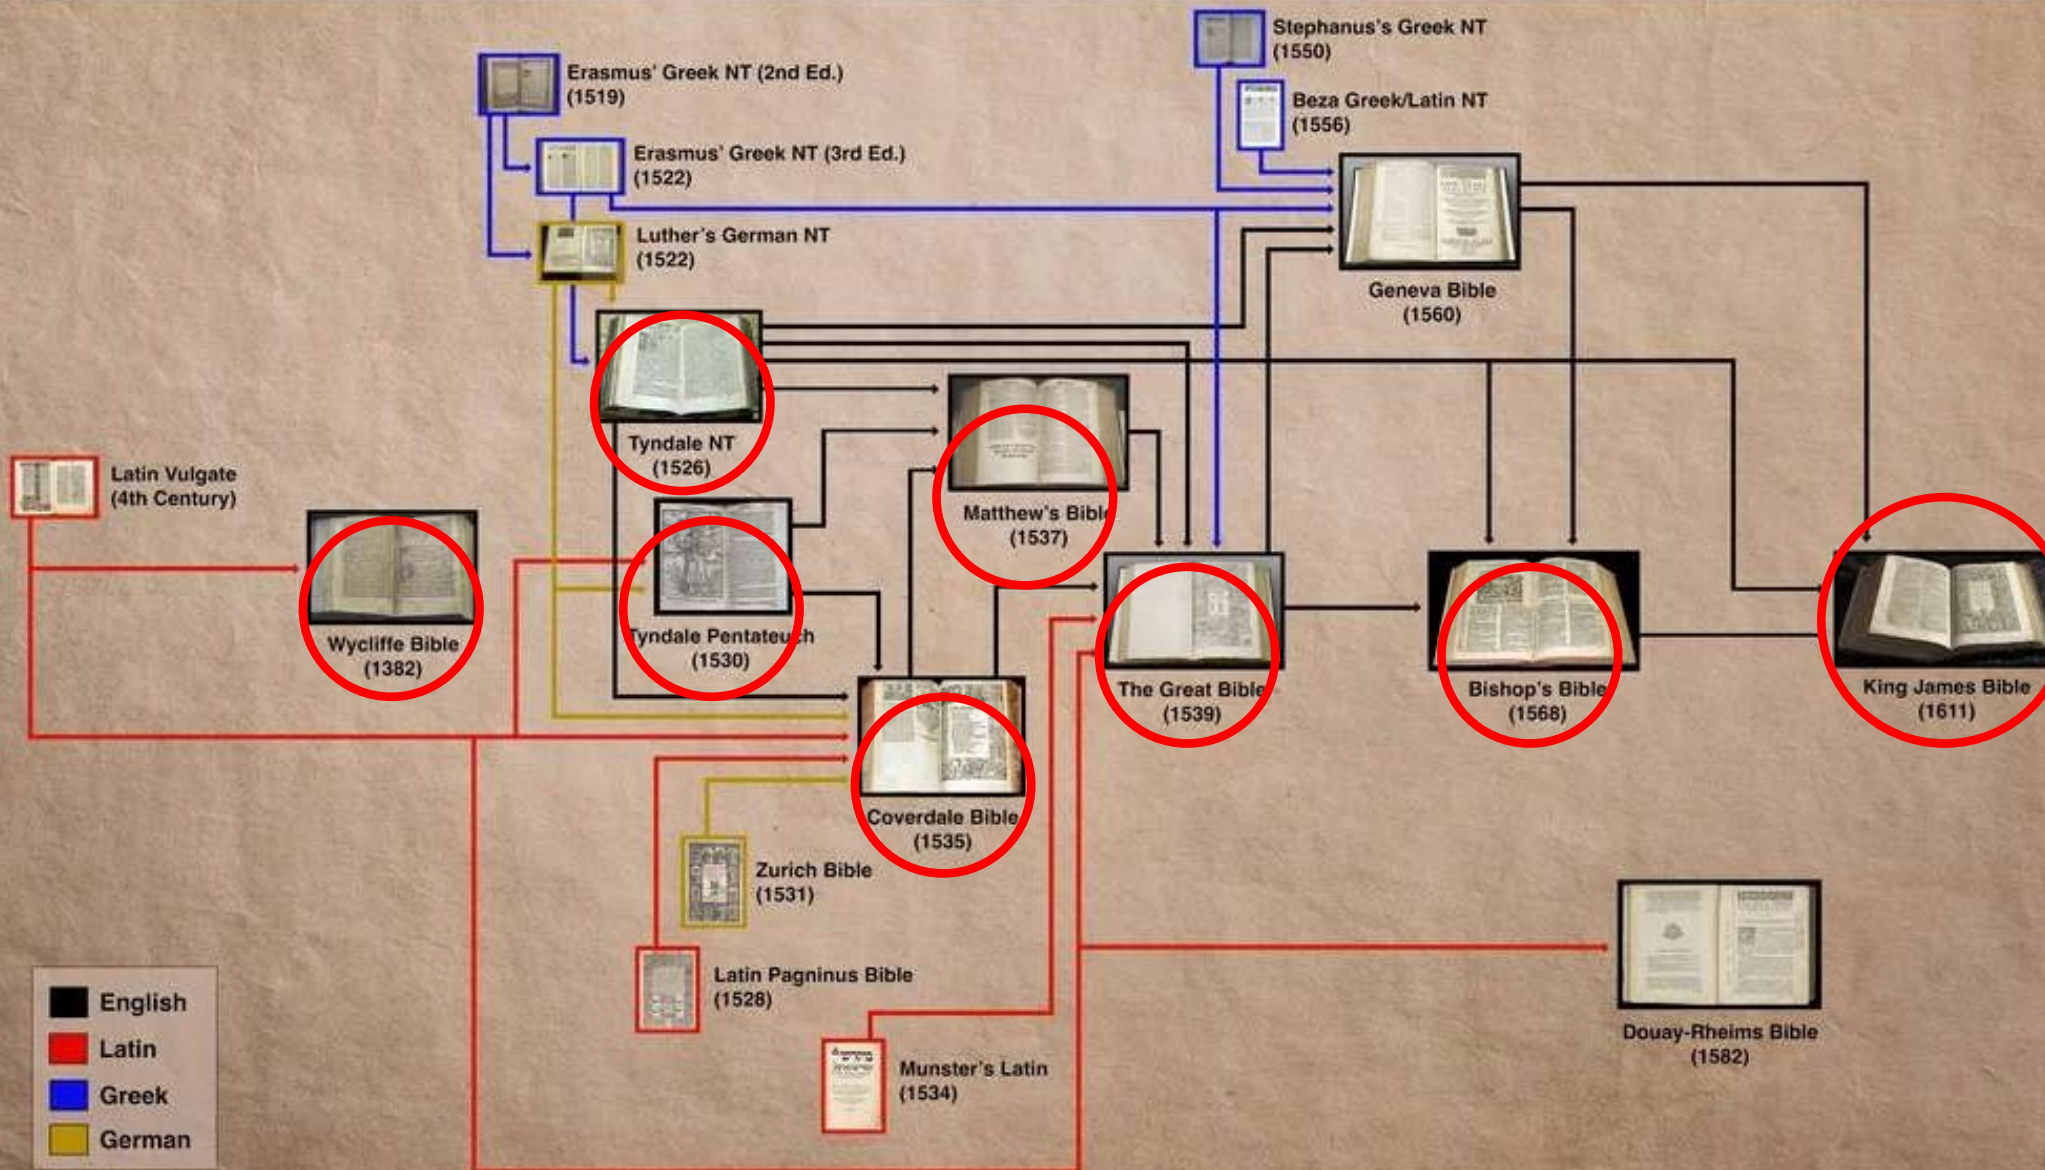 Stephanus's Greek NT
(1550)
Erasmus' Greek NT (2nd Ed.)
(1519)
Beza Greek/Latin NT
(1556)
Erasmus' Greek NT (3rd Ed.)
(1522)
Luther's German NT
(1522)
Geneva Bible
(1560)
Tyndale NT
(1526)
Latin Vulgate
(4th Century)
Matthew's Bible
(1537)
Wycliffe Bible
(1382)
Tyndale Pentateuch
(1530)
The Great Bible
(1539)
Bishop's Bible
(1568)
King James Bible
(1611)
Coverdale Bible
(1535)
Zurich Bible
(1531)
Latin Pagninus Bible
(1528)
Munster's Latin
(1534)
Douay-Rheims Bible
(1582)
English
Latin
Greek
German